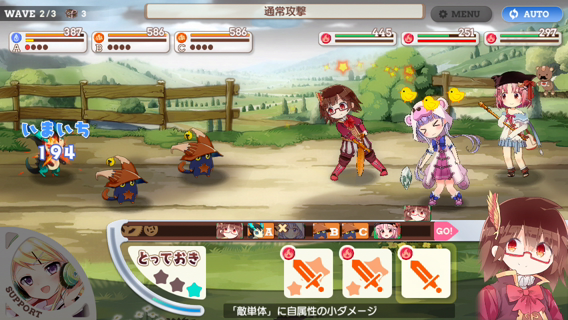 WAVE 2/3 3
通常攻撃
MENU
AUTO
387
586
586
445
251
297
A
B
C
いまいち
194
A
B
C
GO!
とっておき
SUPPORT
「敵単体」に自属性の小ダメージ